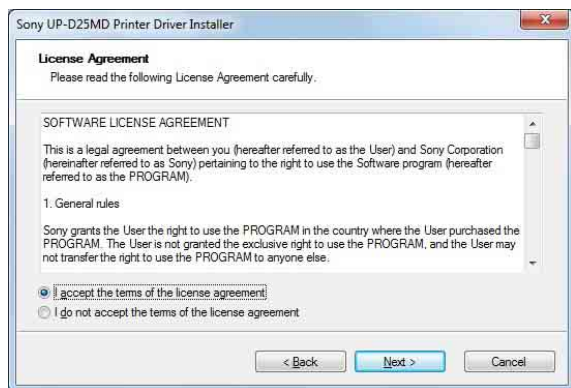 Sony UP-D25MD Printer Driver Installer
License Agreement
Please read the following License Agreement carefully.
SOFTWARE LICENSE AGREEMENT
This is a legal agreement between you (hereafter referred to as the User) and Sony Corporation
(hereinafter referred to as Sony) pertaining to the right to use the Software program (hereafter
referred to as the PROGRAM).
1. General rules
Sony grants the User the right to use the PROGRAM in the country where the User purchased the
PROGRAM. The User is not granted the exclusive right to use the PROGRAM, and the User may
not transfer the right to use the PROGRAM to anyone else.
I accept the terms of the license agreement
I do not accept the terms of the license agreement
< Back
Next >
Cancel